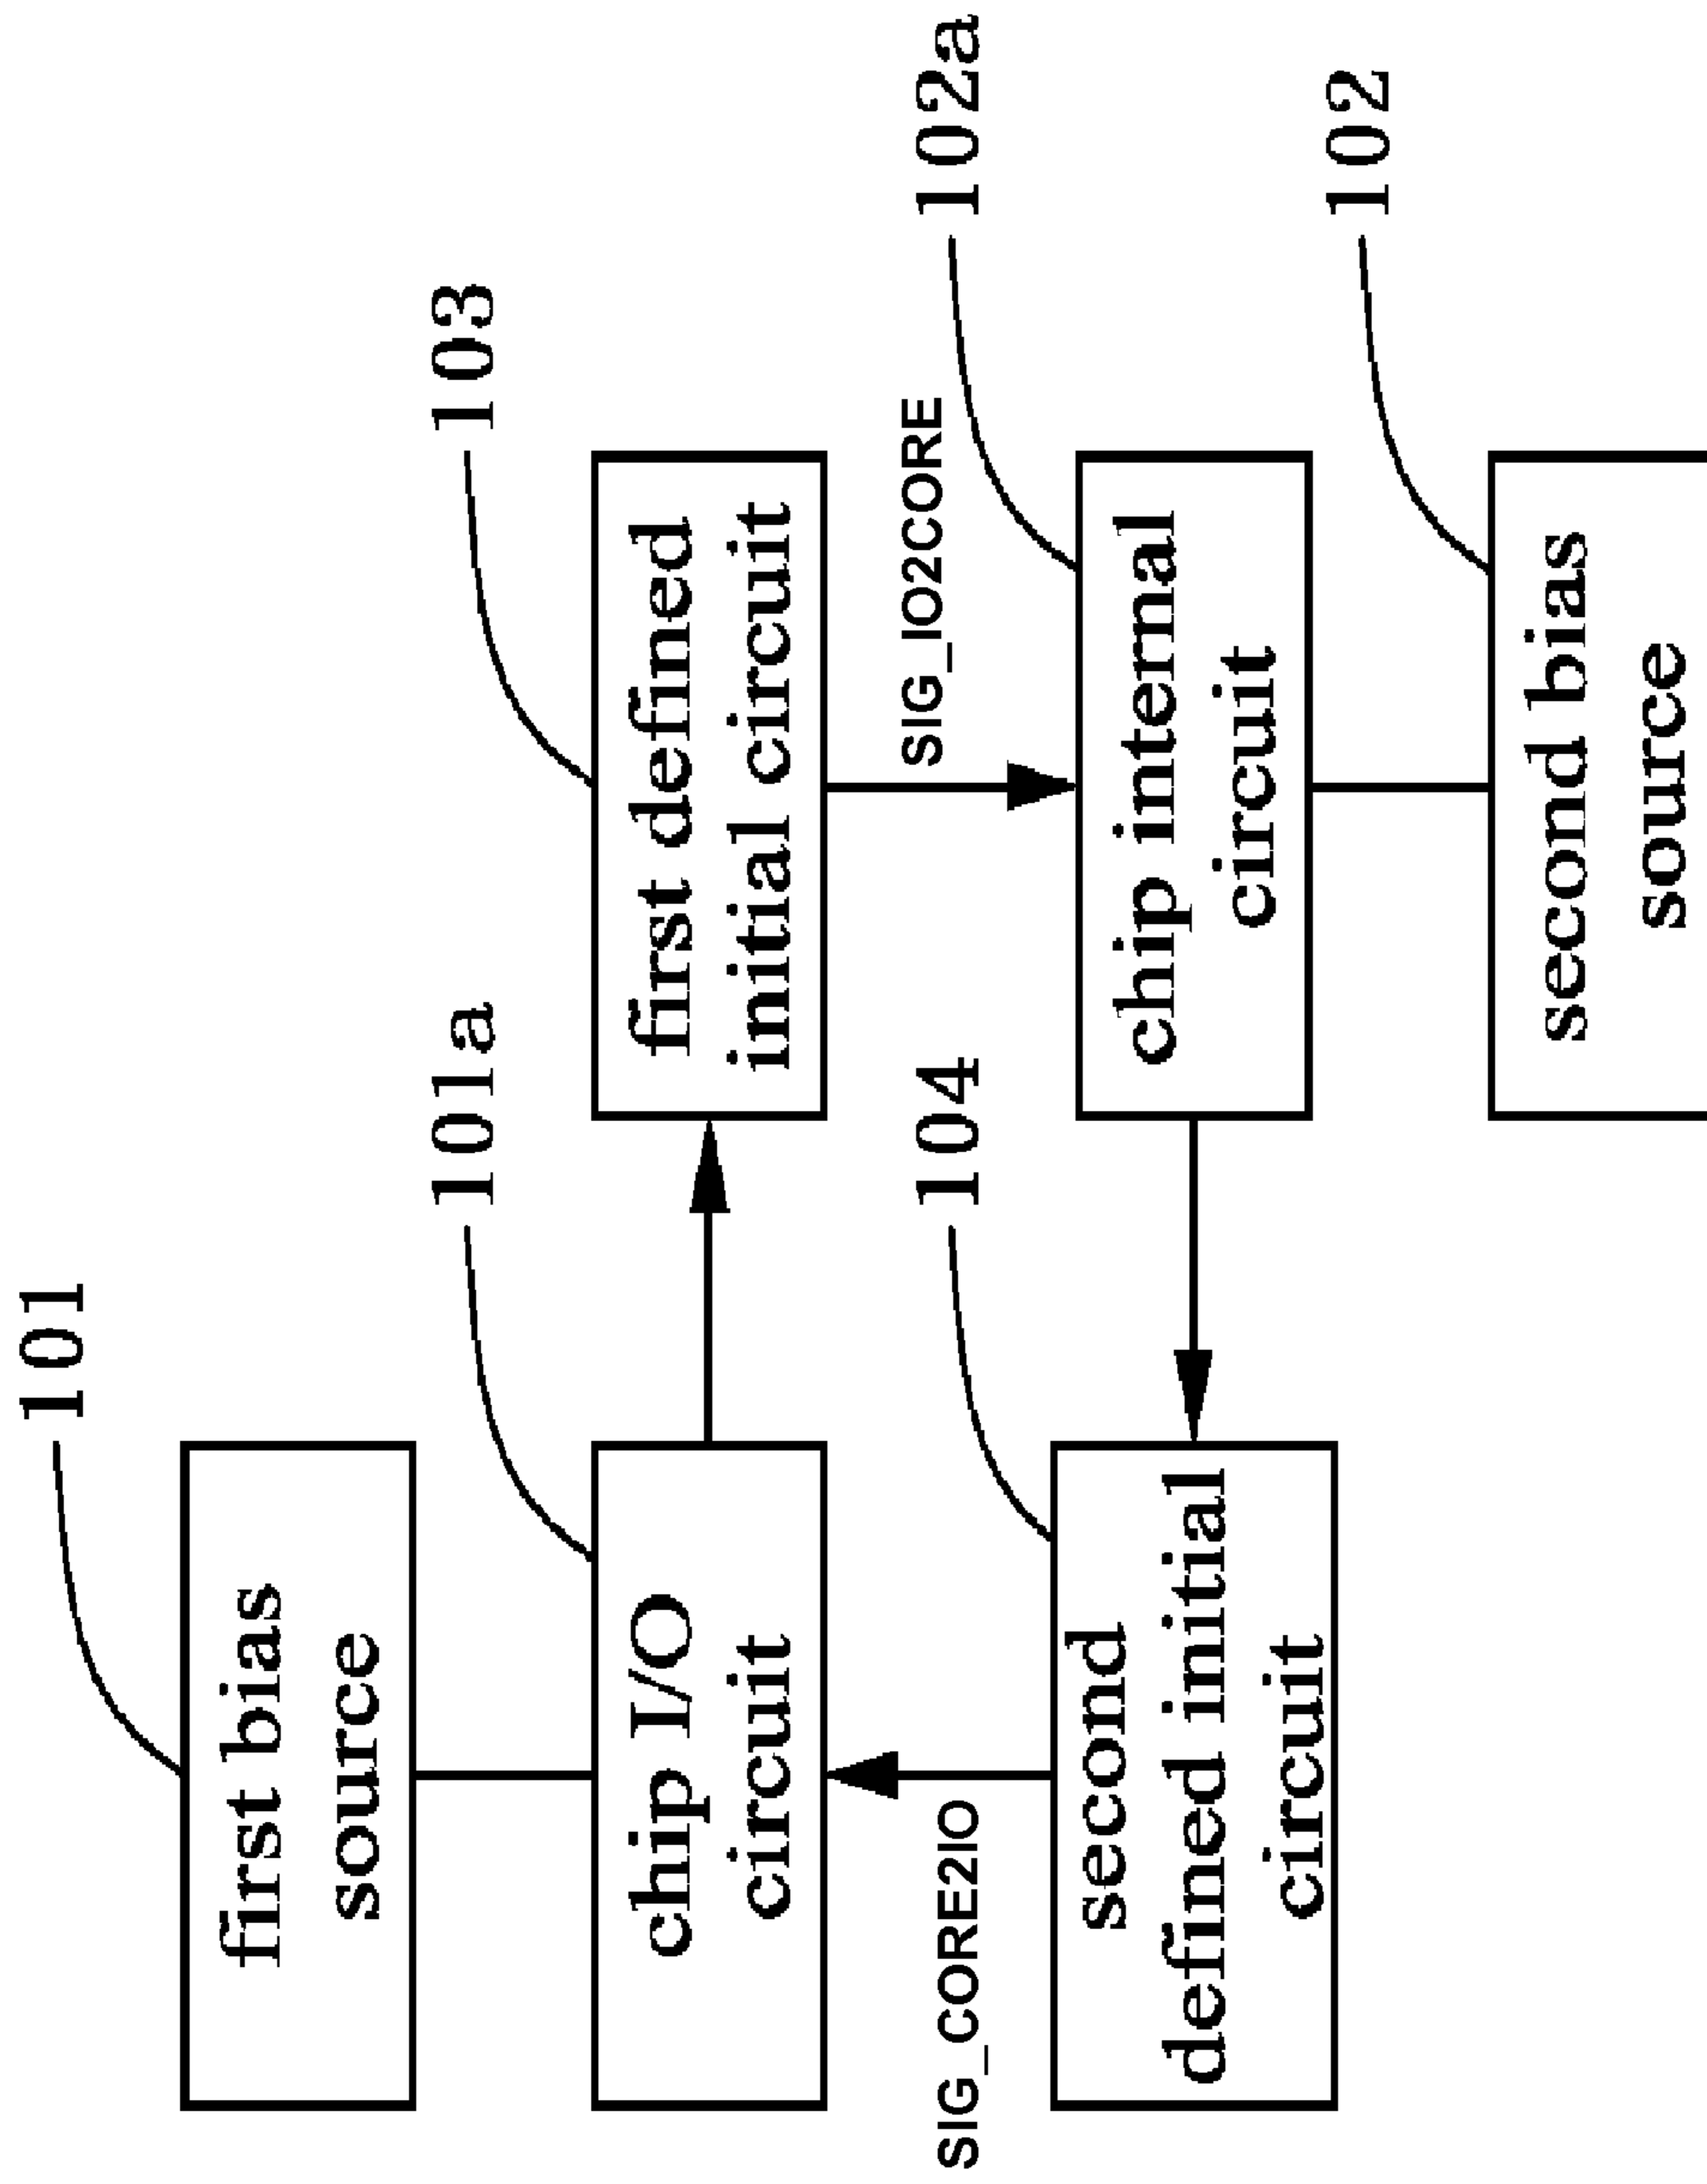 101
first bias
source
101a
chip I/O
circuit
103
first defined
initial circuit
SIG_IO2CORE
SIG_CORE2IO
104
second
defined initial
circuit
102a
chip internal
circuit
102
second bias
source